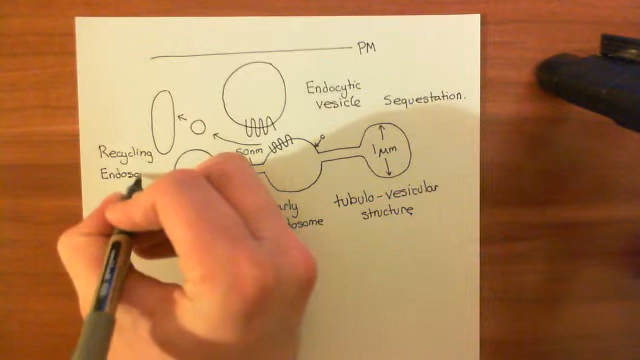 PM
Endocytic
vesicle
Sequestation.
50nm
1μm
Recycling
tubulo-vesicular
structure